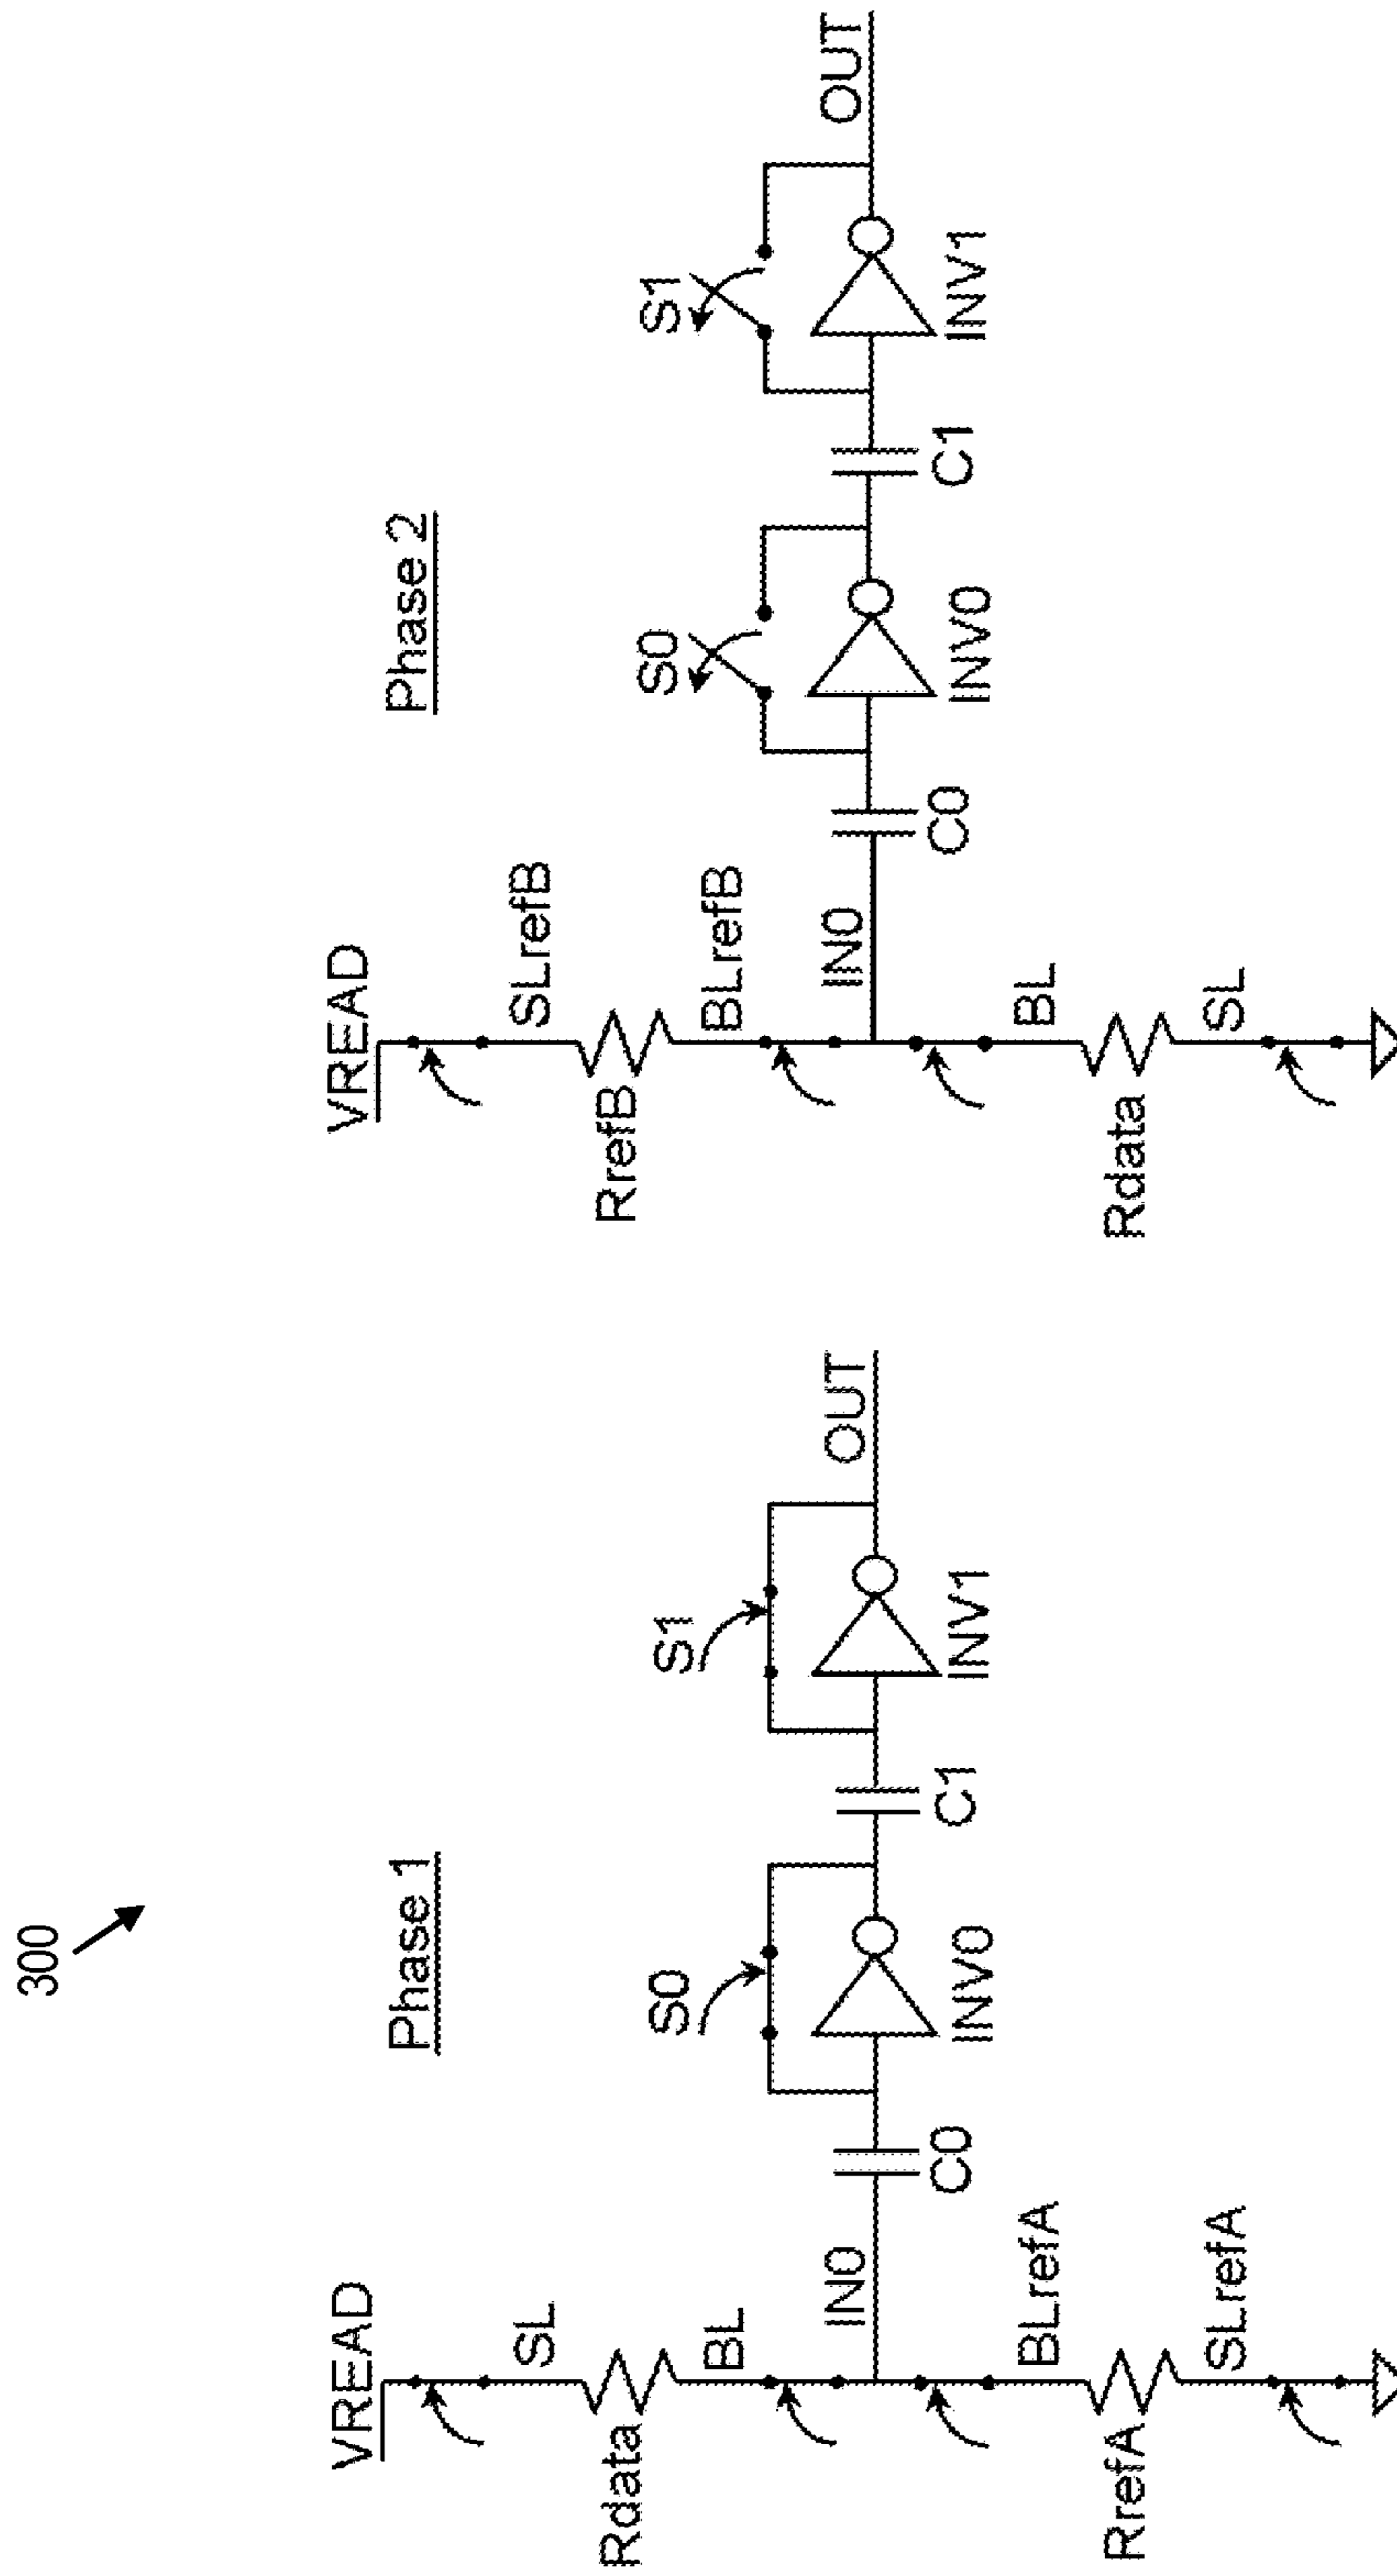 300
Phase 1
VREAD
SL
Rdata
BL
IN0
C0
S0
INV0
C1
S1
INV1
OUT
BLrefA
RrefA
SLrefA
Phase 2
VREAD
SLrefB
RrefB
BLrefB
IN0
C0
S0
INV0
C1
S1
INV1
OUT
BL
Rdata
SL